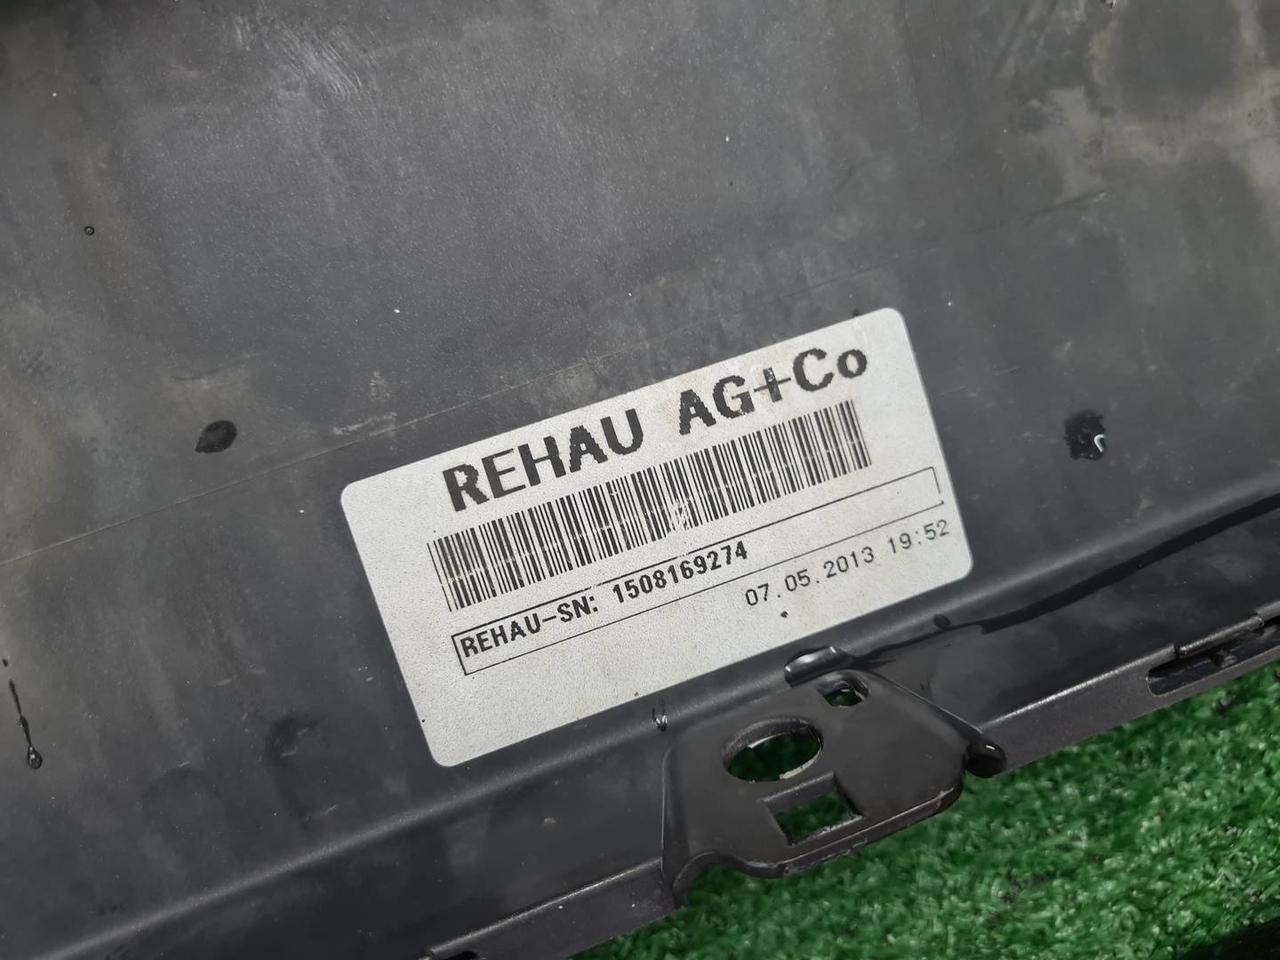 REHAU AG+Co
REHAU-SN: 1508169274
07.05.2013 19:52